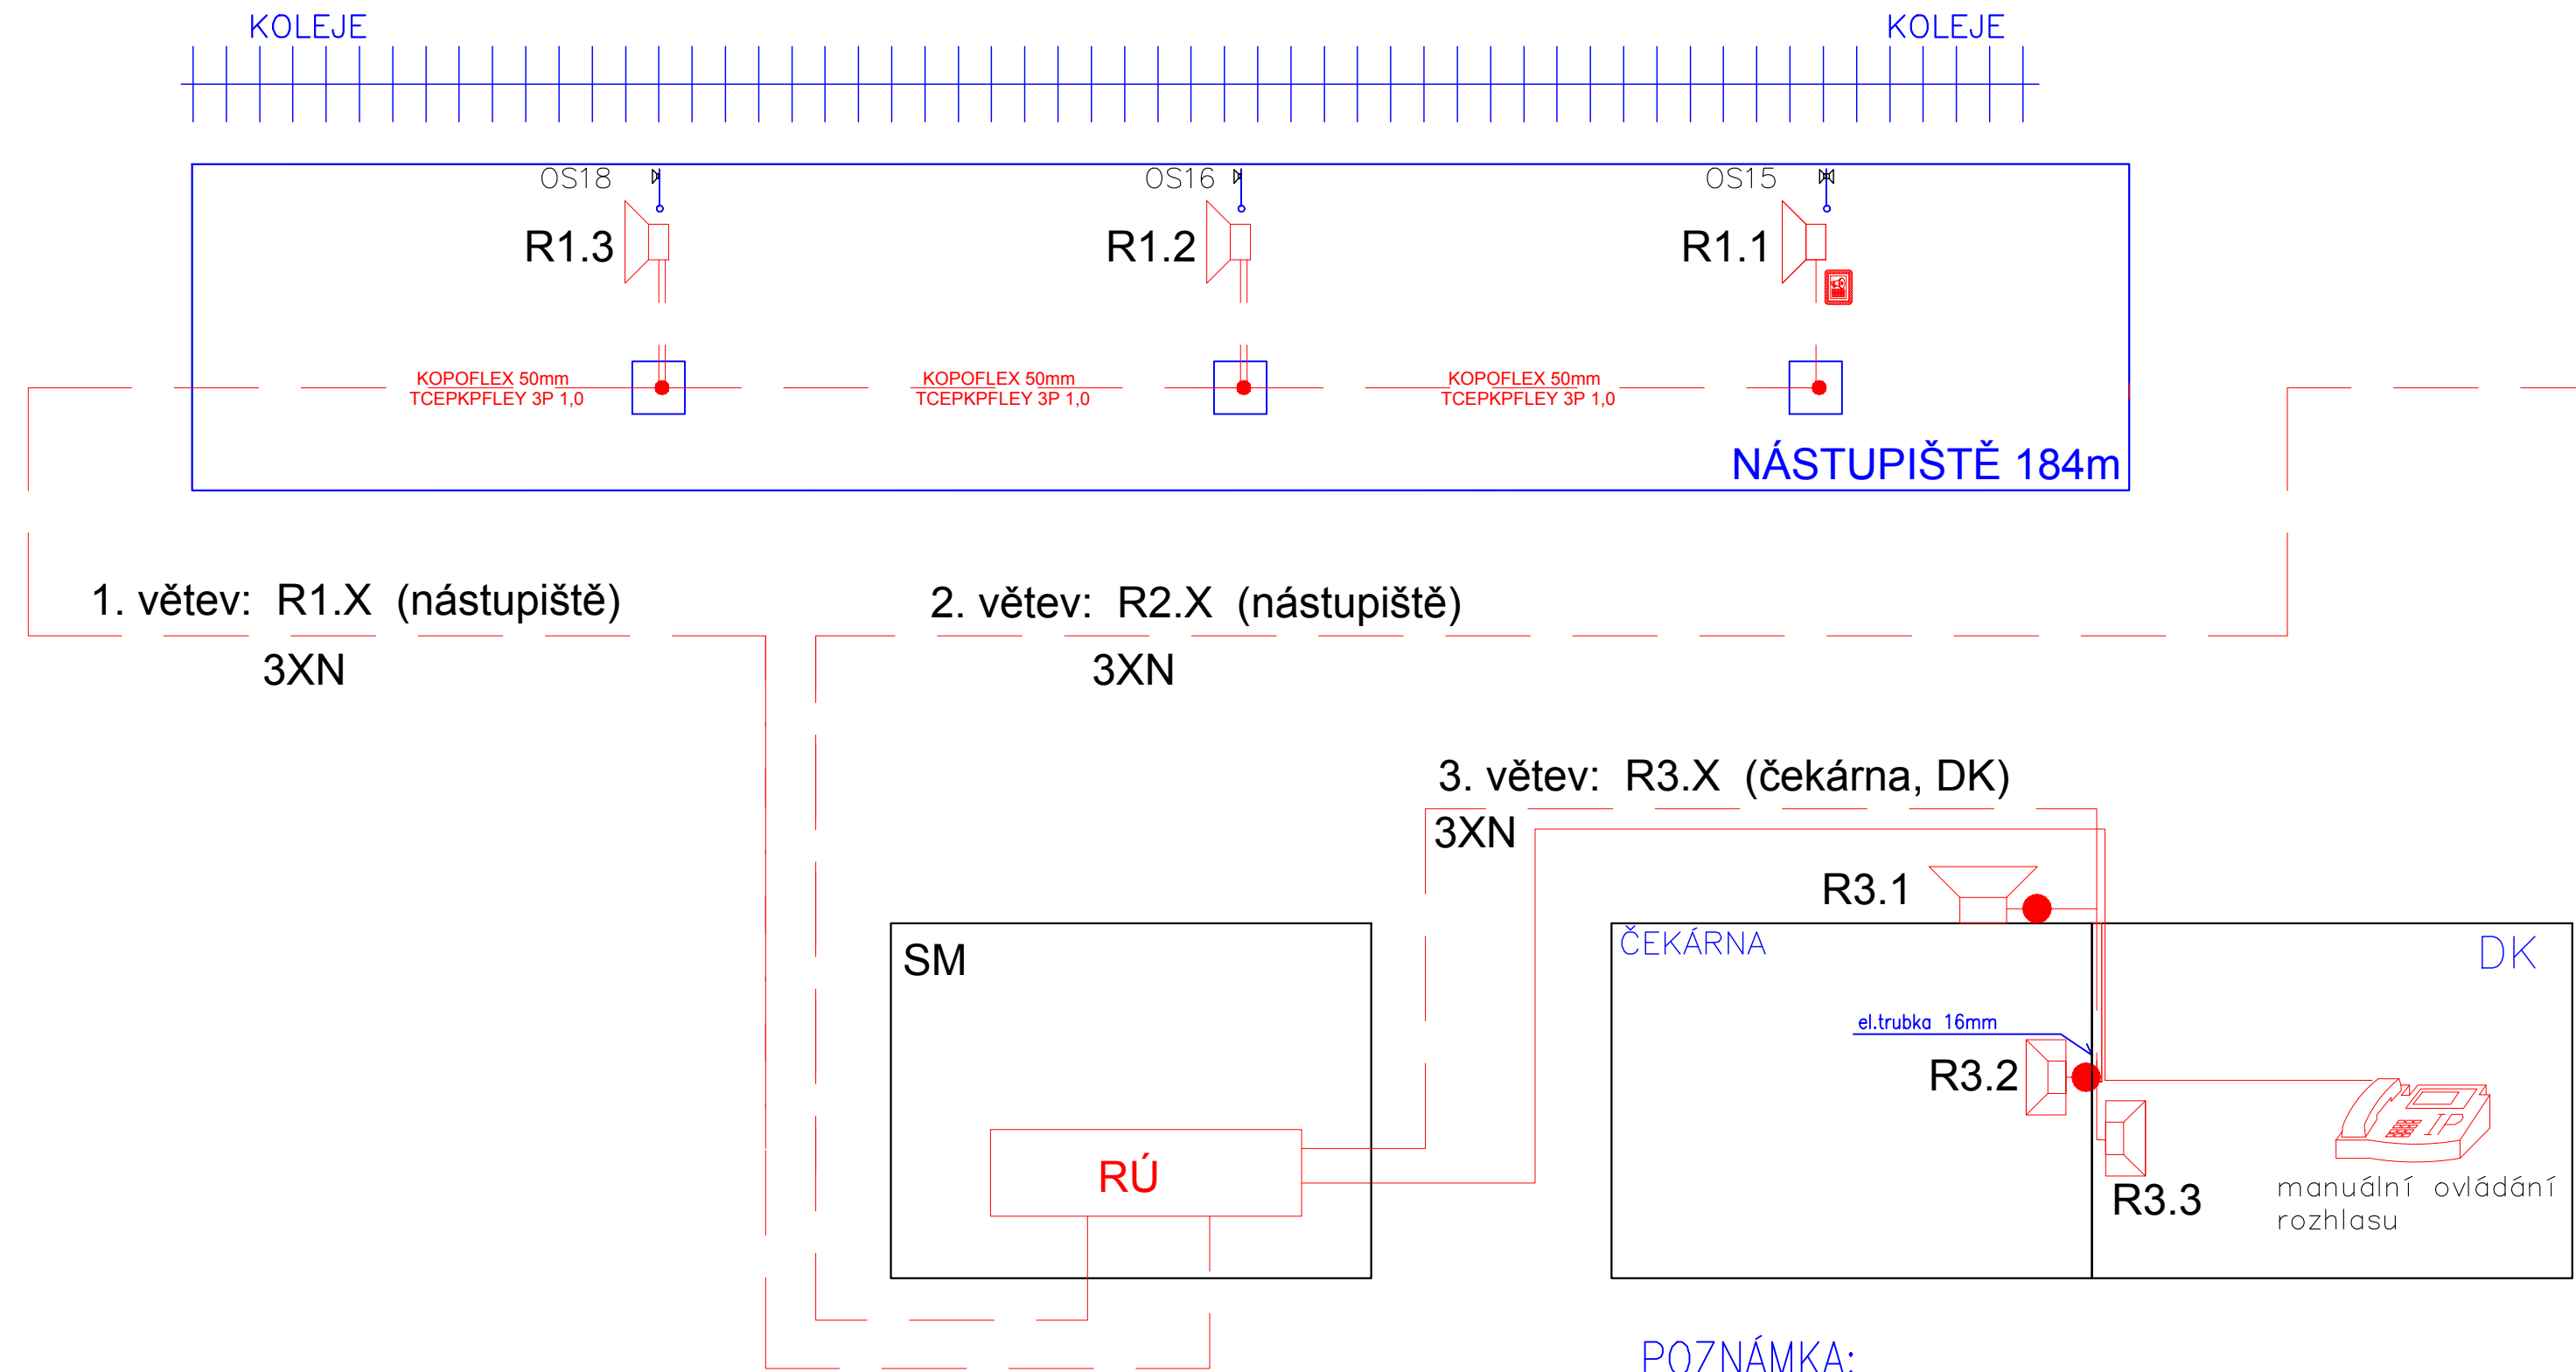 KOLEJE KOLEJE
OS18 OS16 OS15
R1.3 R1.2 R1.1
KOPOFLEX 50mm KOPOFLEX 50mm KOPOFLEX 50mm
TCEPKPFLEY 3P 1,0 TCEPKPFLEY 3P 1,0 TCEPKPFLEY 3P 1,0
NÁSTUPIŠTĚ 184m
1. větev: R1.X (nástupiště) 2. větev: R2.X (nástupiště)
3XN 3XN
3. větev: R3.X (čekárna, DK)
3XN
R3.1
SM ČEKÁRNA DK
el.trubka 16mm
R3.2
IP
RÚ
R3.3
manuální ovládání
rozhlasu
POZNÁMKA: